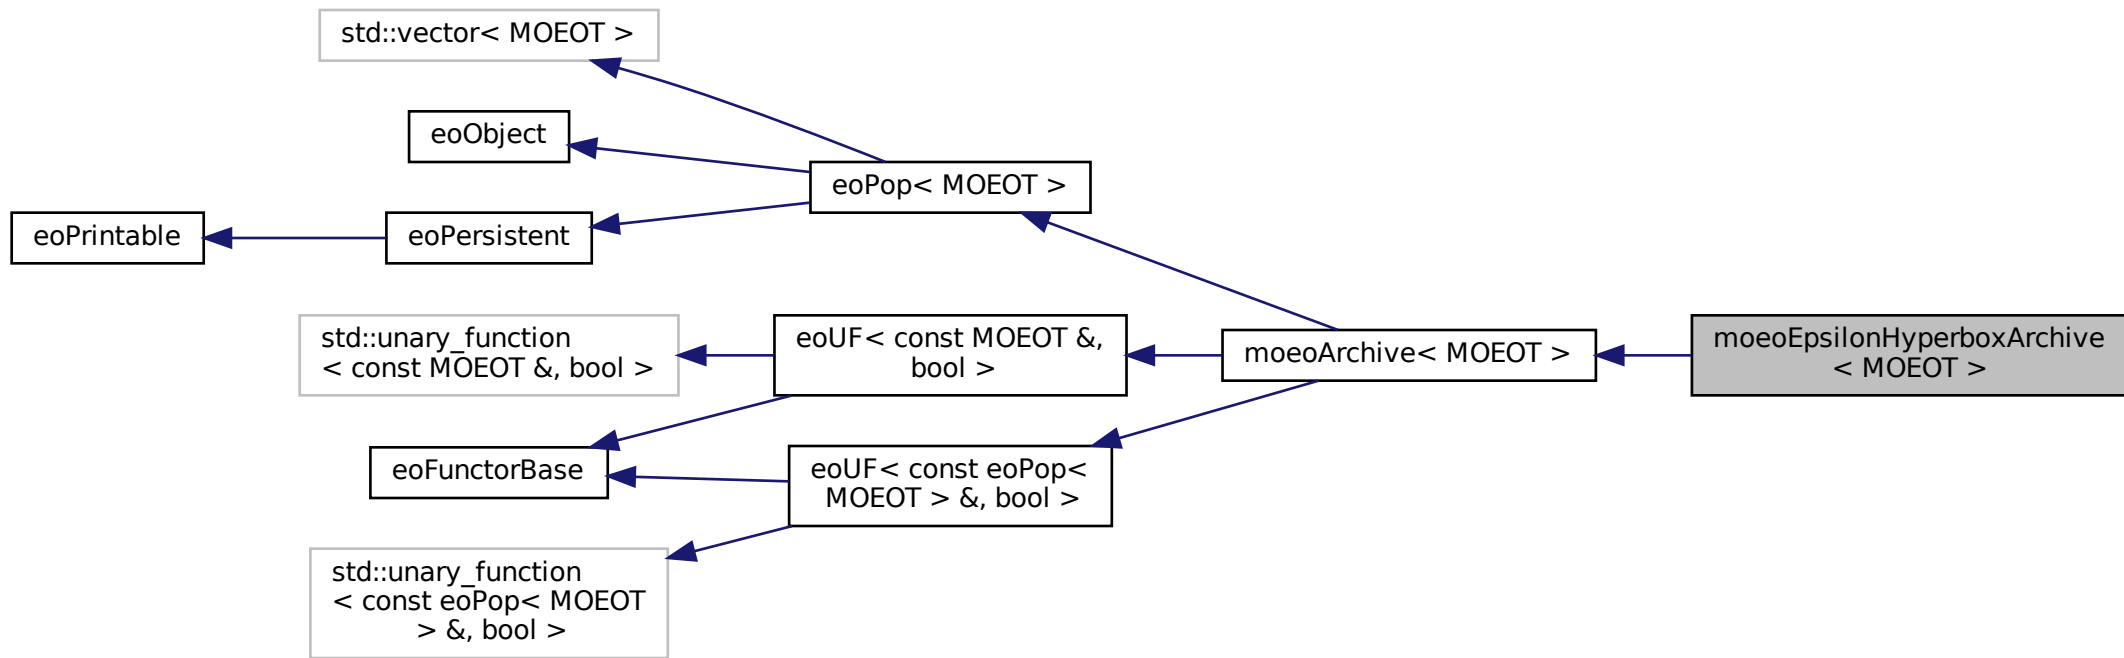 std::vector< MOEOT >
eoObject
eoPop< MOEOT >
eoPrintable
eoPersistent
std::unary_function
< const MOEOT &, bool >
eoUF< const MOEOT &,
bool >
moeoArchive< MOEOT >
moeoEpsilonHyperboxArchive
< MOEOT >
eoFunctorBase
eoUF< const eoPop<
MOEOT > &, bool >
std::unary_function
< const eoPop< MOEOT
> &, bool >